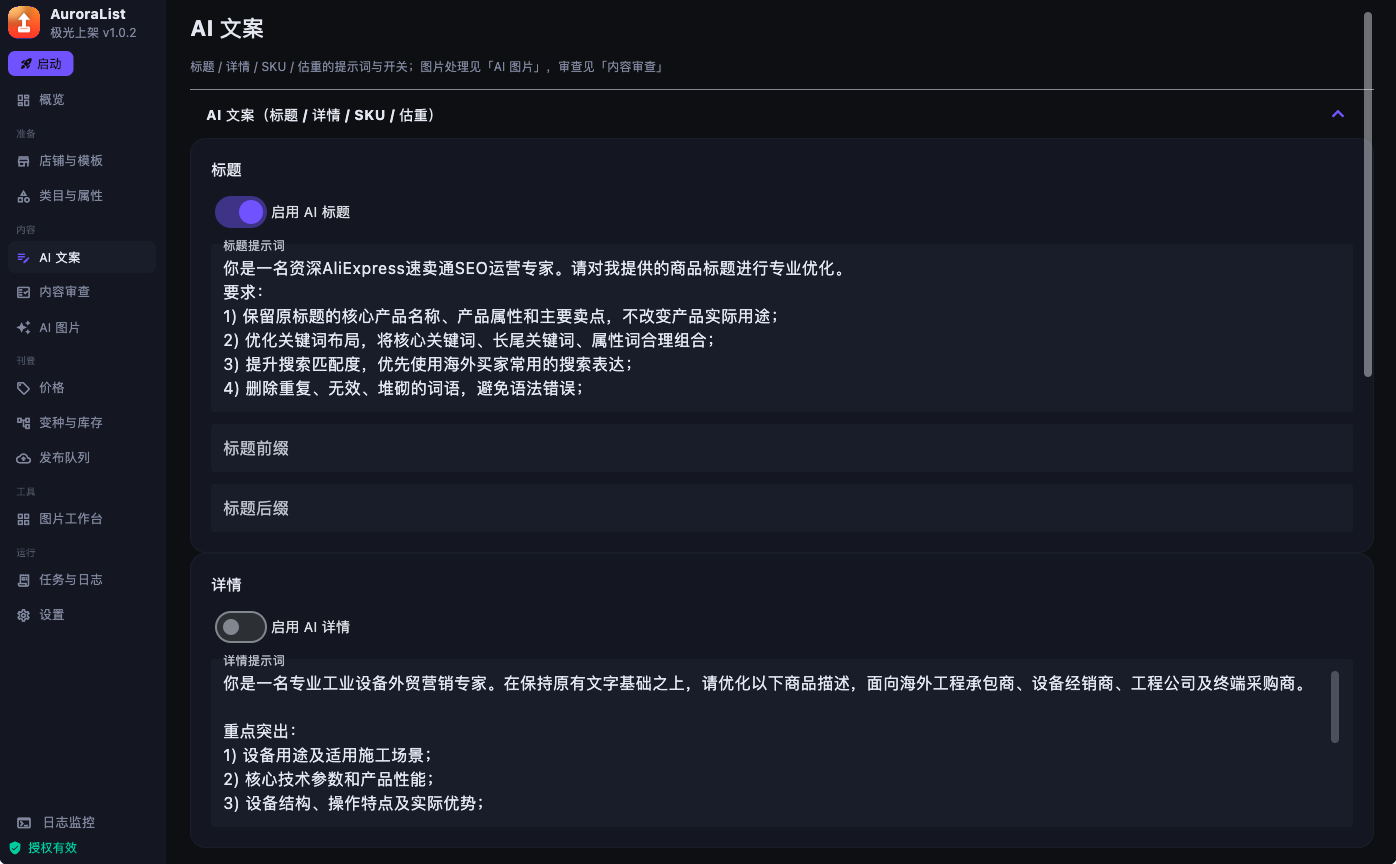 AuroraList
极光上架 v1.0.2
启动
概览
准备
店铺与模板
类目与属性
内容
AI 文案
内容审查
AI 图片
刊登
价格
变种与库存
发布队列
工具
图片工作台
运行
任务与日志
设置
日志监控
授权有效
AI 文案
标题 / 详情 / SKU / 估重的提示词与开关；图片处理见「AI 图片」，审查见「内容审查」
AI 文案（标题 / 详情 / SKU / 估重）
标题
启用 AI 标题
标题提示词
你是一名资深AliExpress速卖通SEO运营专家。请对我提供的商品标题进行专业优化。
要求：
1) 保留原标题的核心产品名称、产品属性和主要卖点，不改变产品实际用途；
2) 优化关键词布局，将核心关键词、长尾关键词、属性词合理组合；
3) 提升搜索匹配度，优先使用海外买家常用的搜索表达；
4) 删除重复、无效、堆砌的词语，避免语法错误；
标题前缀
标题后缀
详情
启用 AI 详情
详情提示词
你是一名专业工业设备外贸营销专家。在保持原有文字基础之上，请优化以下商品描述，面向海外工程承包商、设备经销商、工程公司及终端采购商。
重点突出：
1) 设备用途及适用施工场景；
2) 核心技术参数和产品性能；
3) 设备结构、操作特点及实际优势；